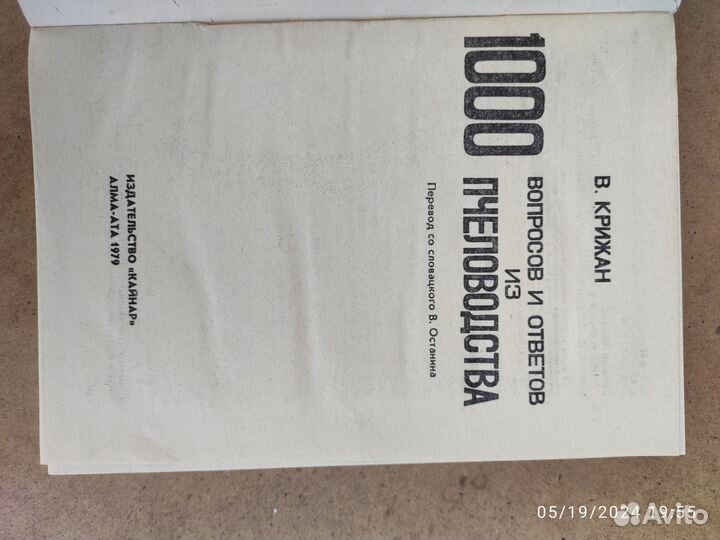 В. КРИЖАН
1000
ВОПРОСОВ И ОТВЕТОВ
ИЗ
ПЧЕЛОВОДСТВА
Перевод со словацкого В. Останина
ИЗДАТЕЛЬСТВО «КАЙНАР»
АЛМА-АТА 1979
05/19/2024 19:55
Avito